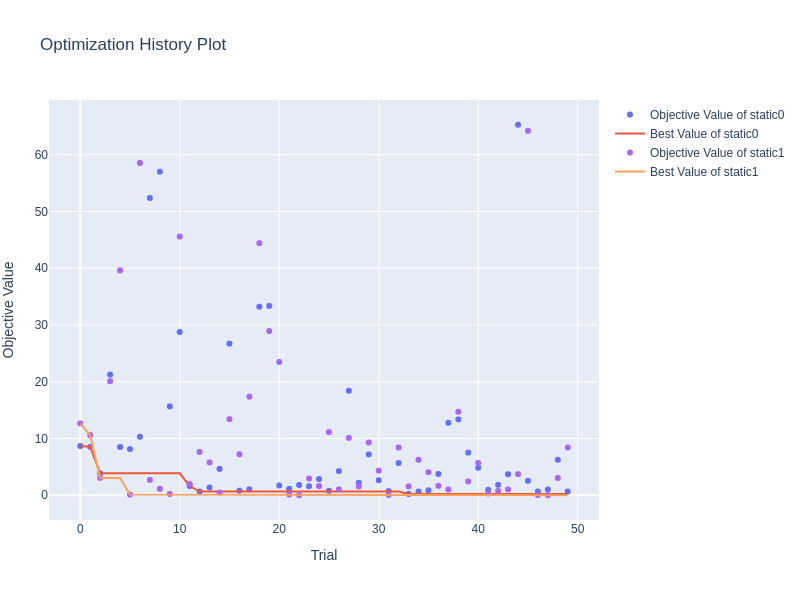 Optimization History Plot
Objective Value of static0
Best Value of static0
Objective Value of static1
Best Value of static1
60
50
40
30
20
10
0
Objective Value
0 10 20 30 40 50
Trial